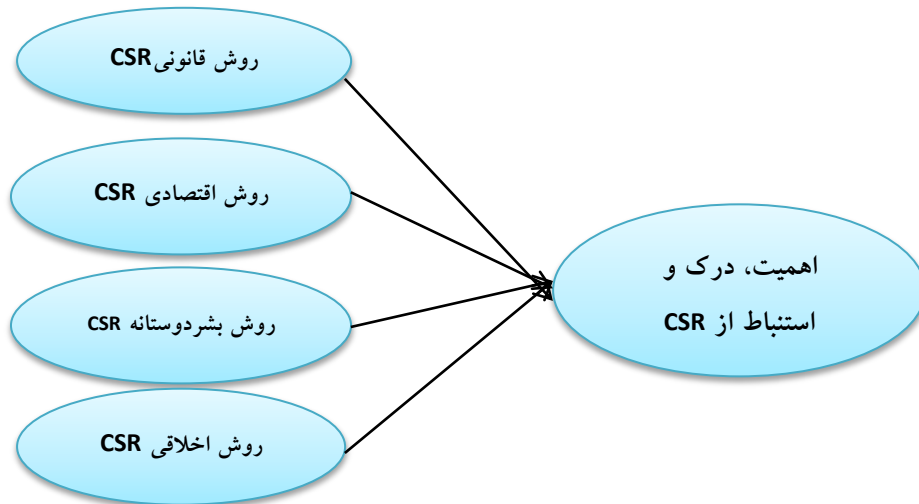 روش قانونیCSR
روش اقتصادی CSR
روش بشردوستانه CSR
روش اخلاقی CSR
اهمیت، درک و
استنباط از CSR